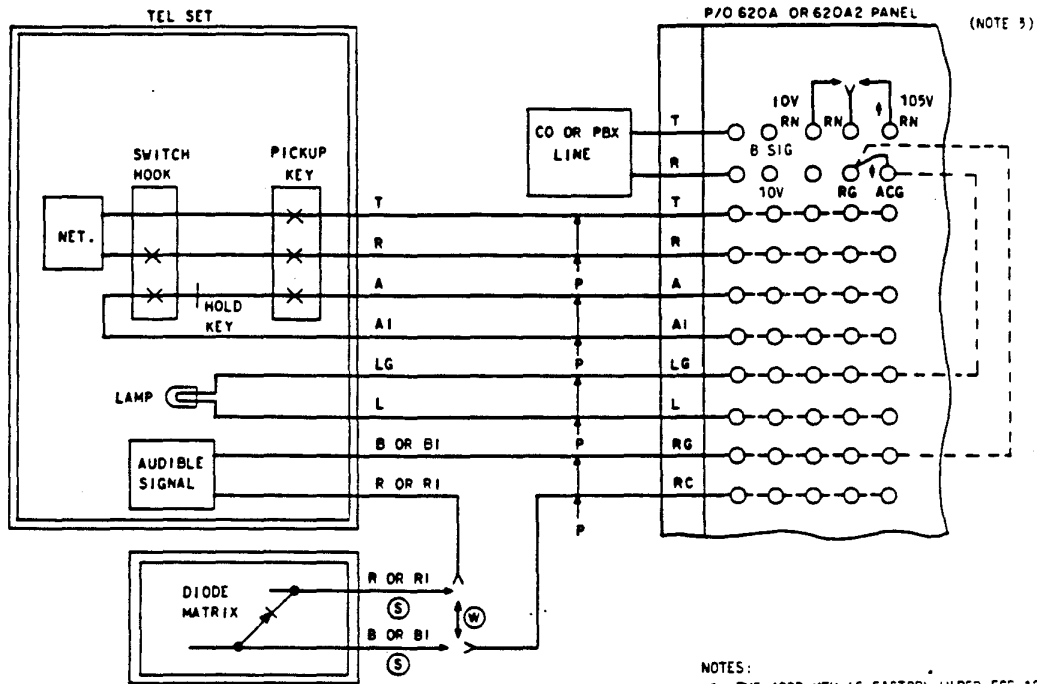 TEL SET
P/O 620A OR 620A2 PANEL
(NOTE 3)
10V
105V
RN
RN
RN
CO OR PBX
LINE
T
R
B SIG
10V
RG
ACG
SWITCH
HOOK
PICKUP
KEY
NET.
T
T
R
R
P
A
A
HOLD
KEY
A1
A1
P
LG
LG
LAMP
L
L
P
AUDIBLE
SIGNAL
B OR B1
RG
R OR R1
RC
P
DIODE
MATRIX
R OR R1
S
W
B OR B1
S
NOTES: